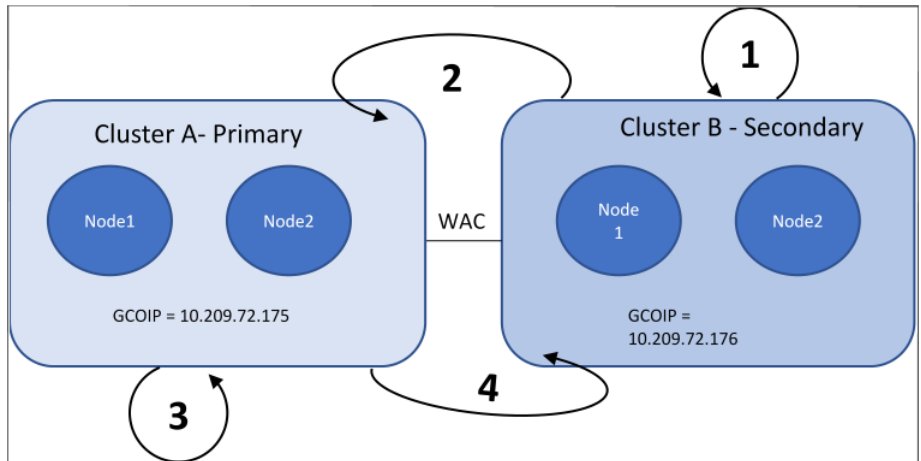 1
2
Cluster A- Primary
Cluster B - Secondary
Node1
Node2
WAC
Node
1
Node2
GCOIP = 10.209.72.175
GCOIP =
10.209.72.176
3
4